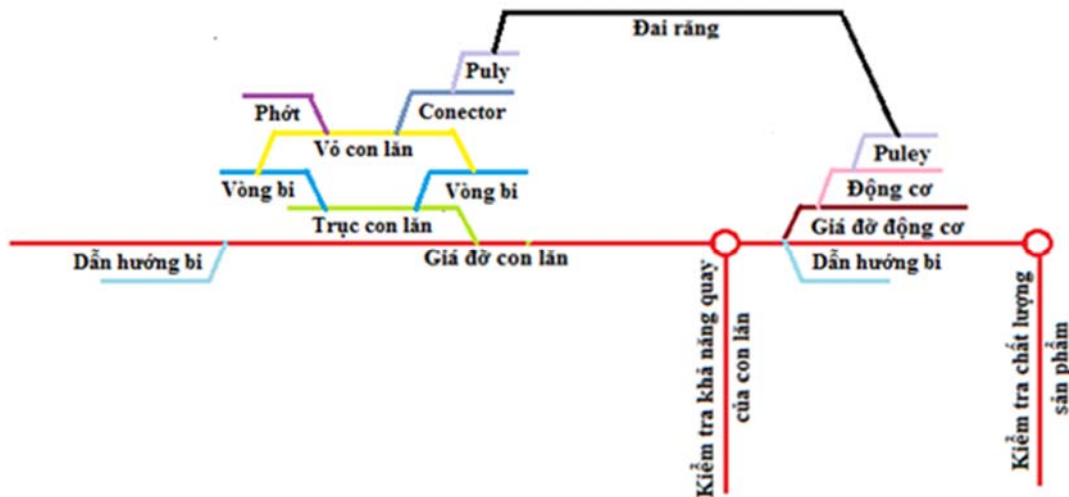 Đai răng
Puly
Phớt
Conector
Vỏ con lăn
Puley
Vòng bi
Vòng bi
Động cơ
Trục con lăn
Giá đỡ động cơ
Dẫn hướng bi
Giá đỡ con lăn
Dẫn hướng bi
Kiểm tra khả năng quay
của con lăn
Kiểm tra chất lượng
sản phẩm